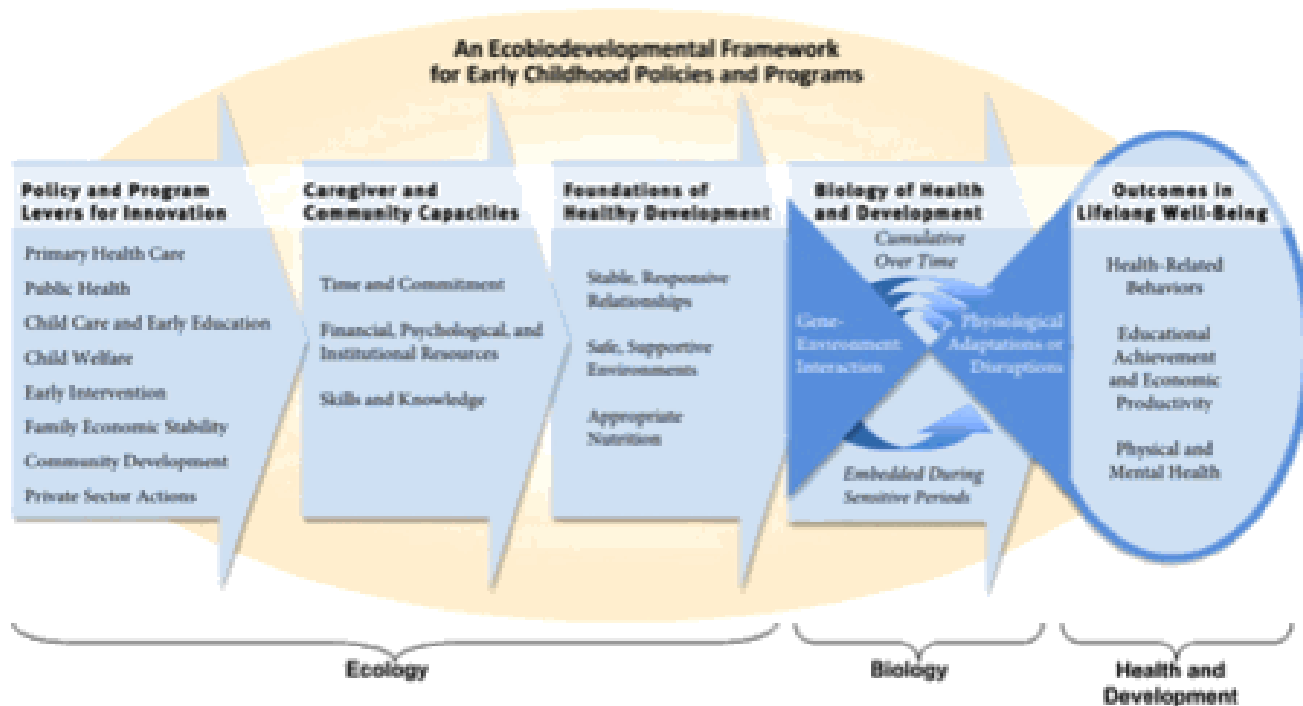 An Ecobiodevelopmental Framework
for Early Childhood Policies and Programs
Policy and Program
Levers for Innovation
Primary Health Care
Public Health
Child Care and Early Education
Child Welfare
Early Intervention
Family Economic Stability
Community Development
Private Sector Actions
Caregiver and
Community Capacities
Time and Commitment
Financial, Psychological, and
Institutional Resources
Skills and Knowledge
Foundations of
Healthy Development
Stable, Responsive
Relationships
Safe, Supportive
Environments
Appropriate
Nutrition
Biology of Health
and Development
Cumulative
Over Time
Gene-
Environment
Interaction
Physiological
Adaptations or
Disruptions
Embedded During
Sensitive Periods
Outcomes in
Lifelong Well-Being
Health-Related
Behaviors
Educational
Achievement
and Economic
Productivity
Physical and
Mental Health
Ecology
Biology
Health and
Development